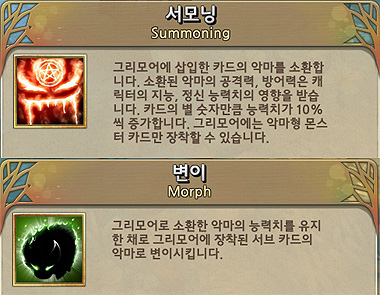 서모닝
Summoning
그리모어에 삽입한 카드의 악마를 소환합
니다. 소환된 악마의 공격력, 방어력은 캐
릭터의 지능, 정신 능력치의 영향을 받습
니다. 카드의 별 숫자만큼 능력치가 10%
씩 증가합니다. 그리모어에는 악마형 몬스
터 카드만 장착할 수 있습니다.
변이
Morph
그리모어로 소환한 악마의 능력치를 유지
한 채로 그리모어에 장착된 서브 카드의
악마로 변이시킵니다.